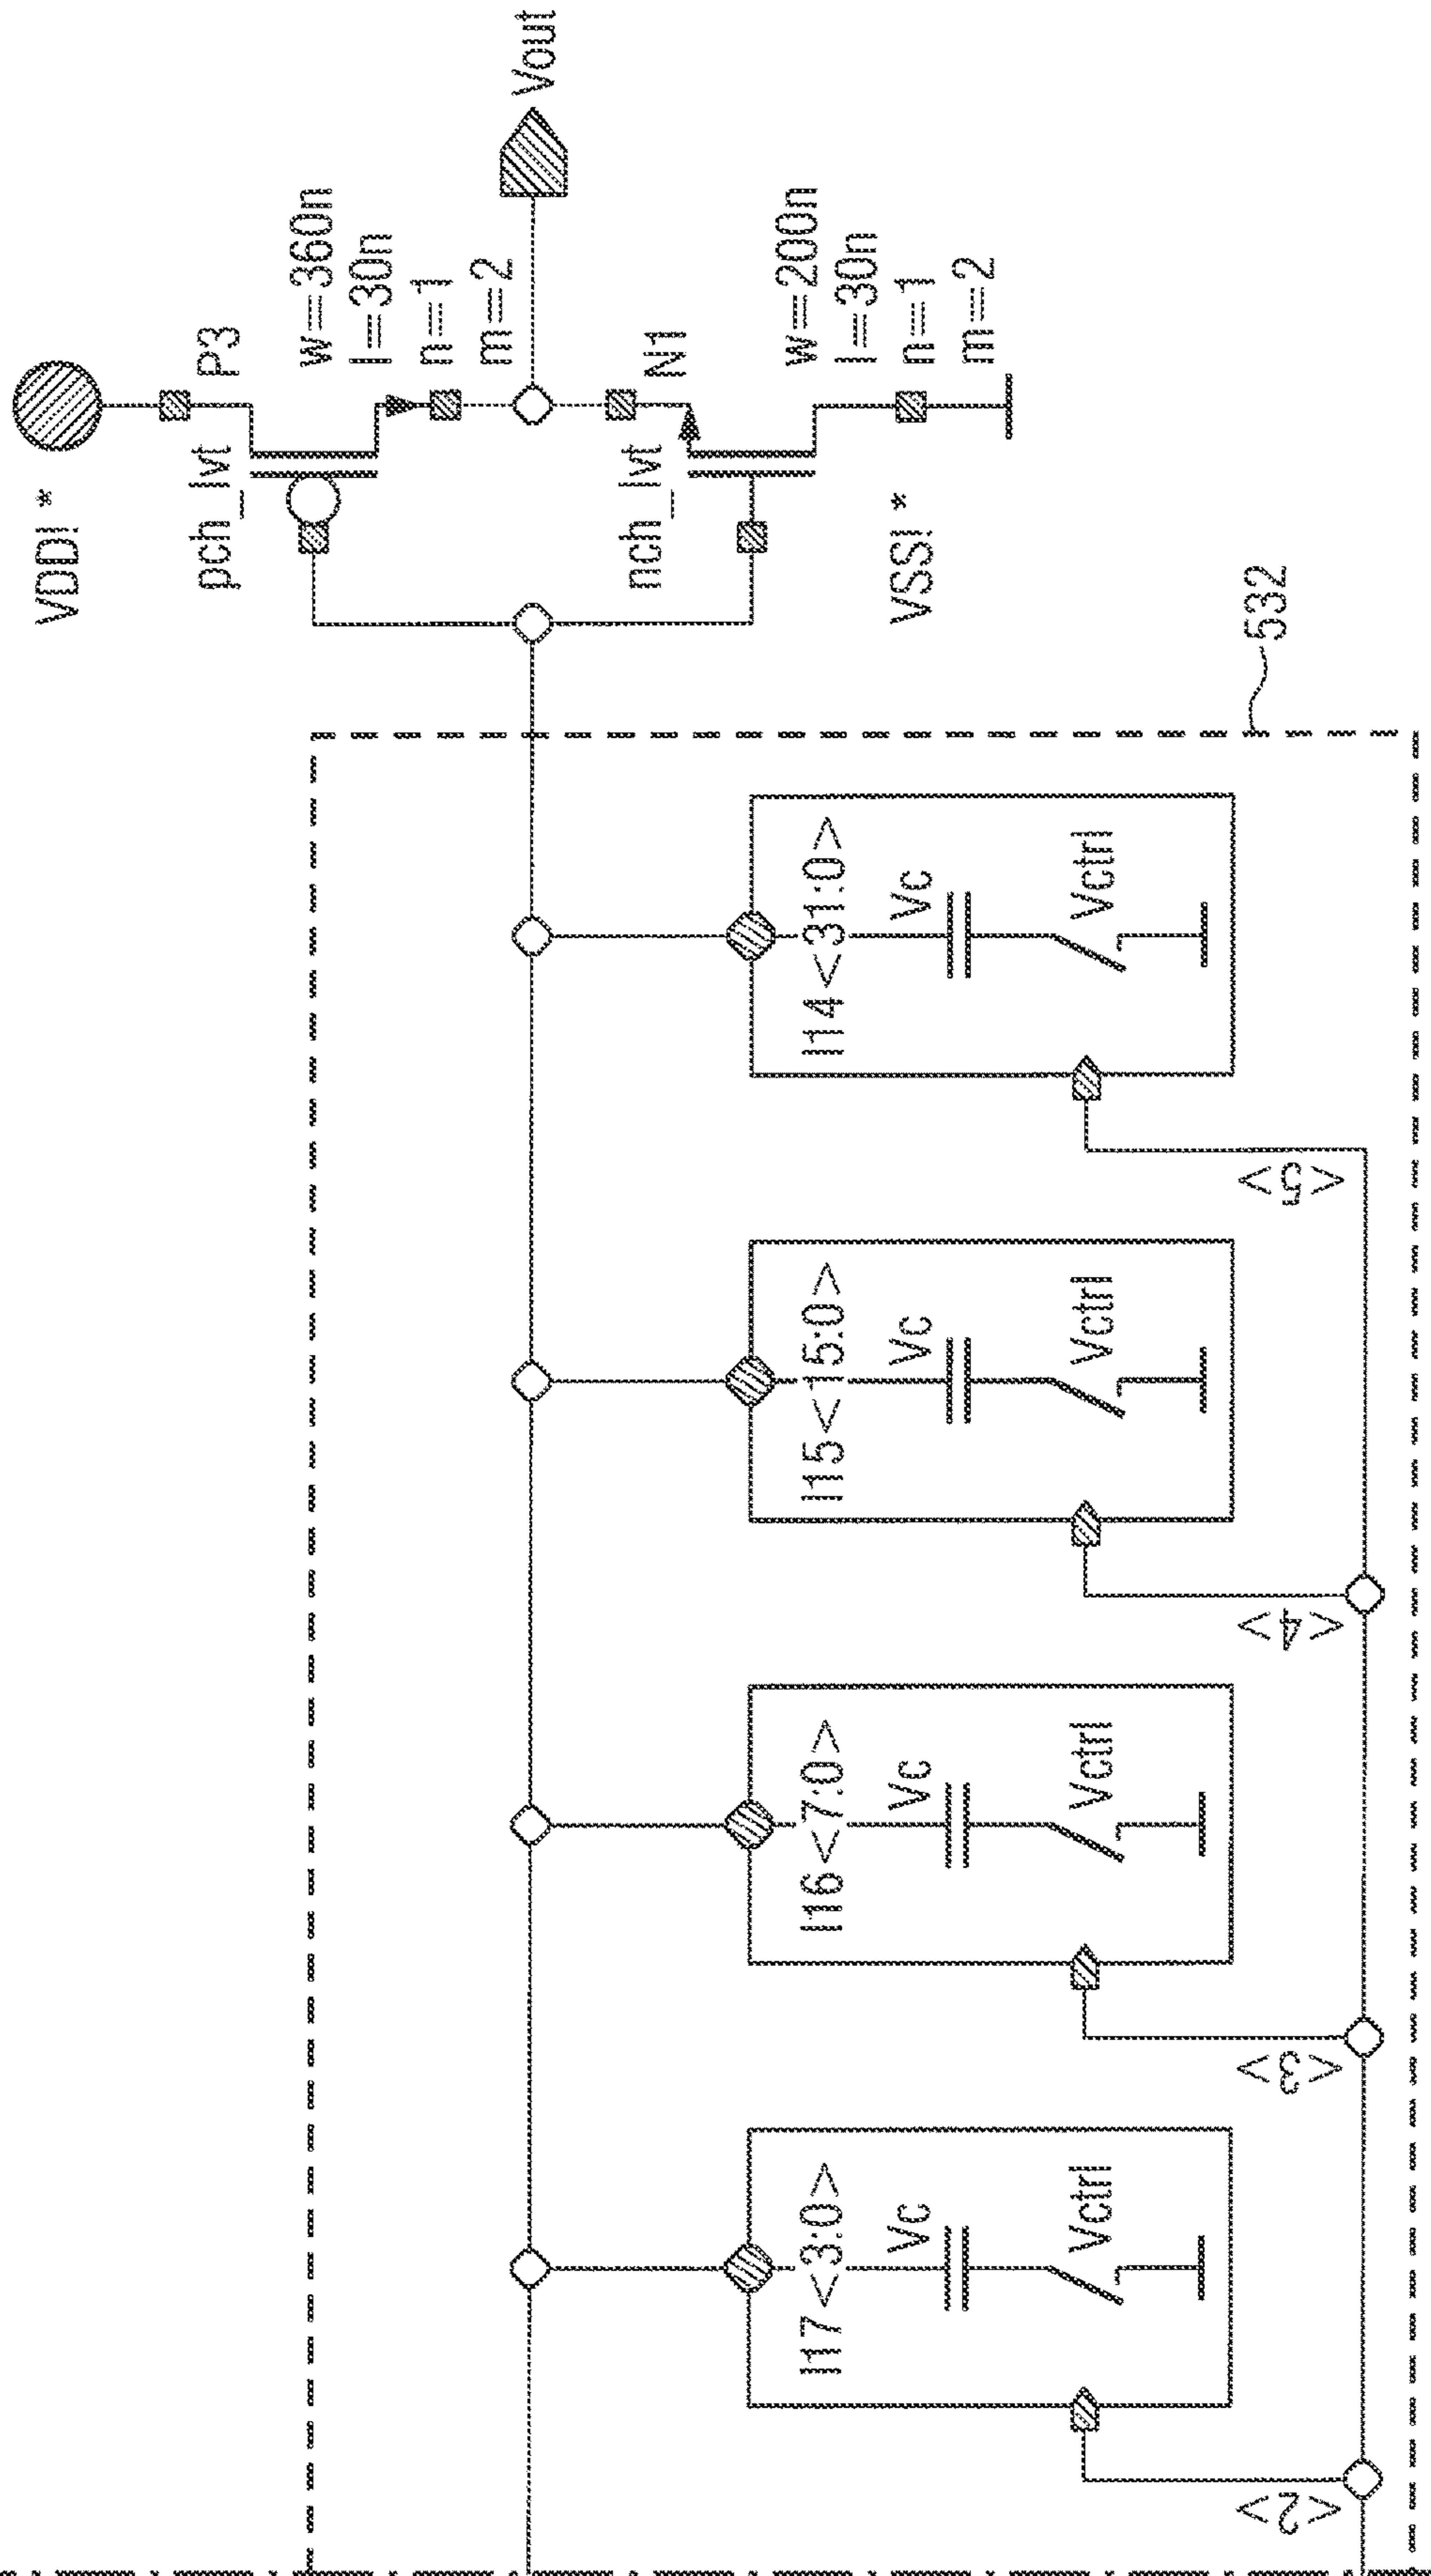 VDD! *
pch_lvt
P3
w=360n
l=30n
n=1
m=2
Vout
nch_lvt
N1
w=200n
l=30n
n=1
m=2
VSS! *
532
I17<3:0>
Vc
Vctrl
<2>
I16<7:0>
Vc
Vctrl
<3>
I15<15:0>
Vc
Vctrl
<4>
I14<31:0>
Vc
Vctrl
<5>